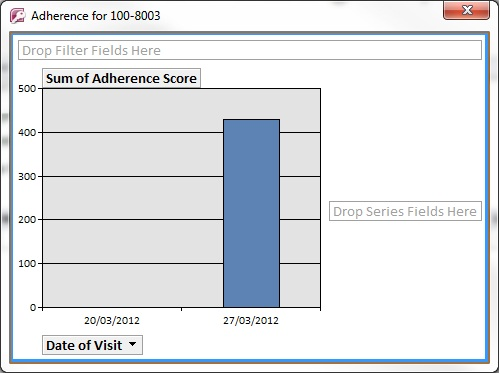 Adherence for 100-8003
Drop Filter Fields Here
Sum of Adherence Score
500
400
300
200
100
0
20/03/2012 27/03/2012
Drop Series Fields Here
Date of Visit